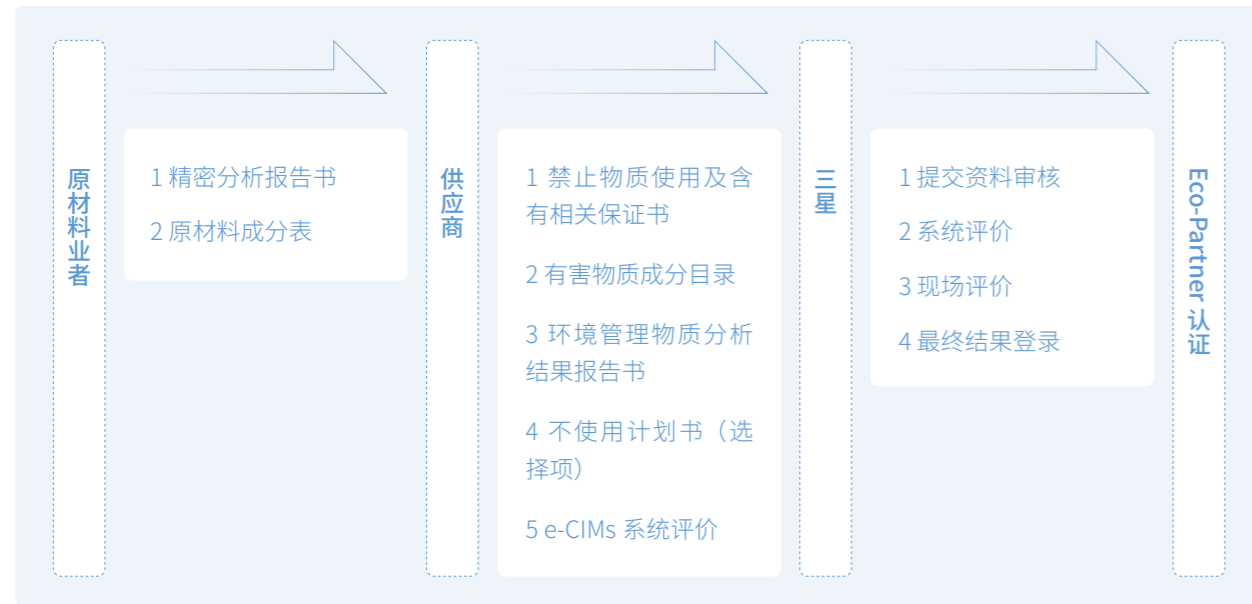 原材料业者
1 精密分析报告书
2 原材料成分表
供应商
1 禁止物质使用及含
有相关保证书
2 有害物质成分目录
3 环境管理物质分析
结果报告书
4 不使用计划书（选
择项）
5 e-CIMs 系统评价
三星
1 提交资料审核
2 系统评价
3 现场评价
4 最终结果登录
Eco-Partner 认证